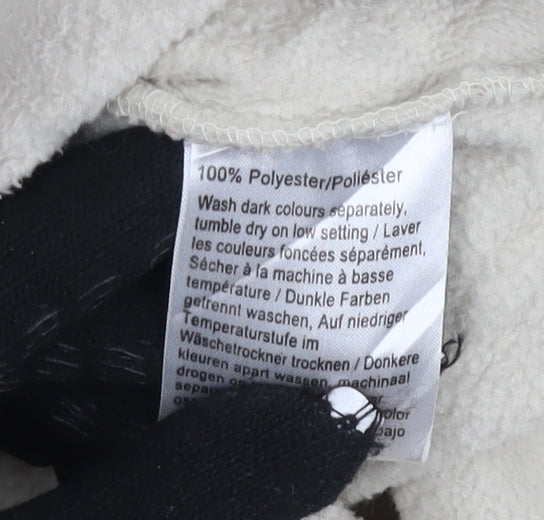 100% Polyester/Poliéster
Wash dark colours separately,
tumble dry on low setting / Laver
les couleurs foncées séparément,
Sécher à la machine à basse
température / Dunkle Farben
getrennt waschen, Auf niedriger
Temperaturstufe im
Wäschetrockner trocknen / Donkere
kleuren apart wassen, machinaal
drogen